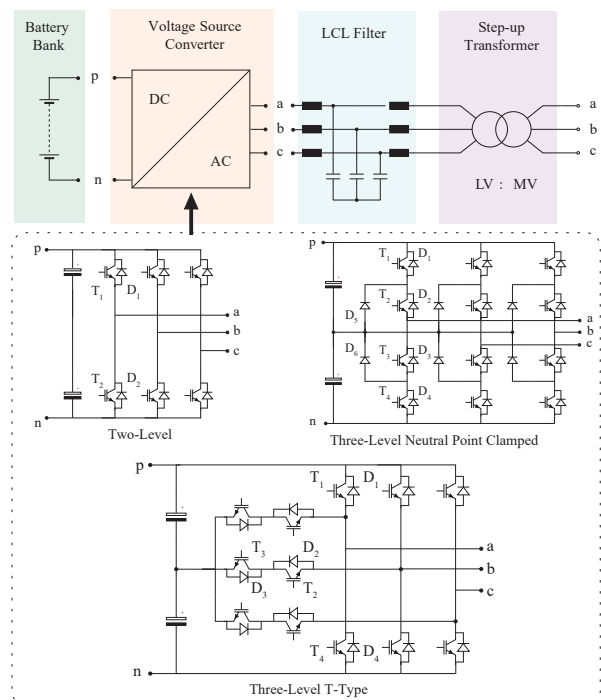 Battery Bank
Voltage Source Converter
LCL Filter
Step-up Transformer
p
n
DC
AC
a
b
c
a
b
c
LV : MV
p
T1 D1
T2 D2
a
b
c
n
Two-Level
p
T1 D1
T2 D2
D5
D6
T3 D3
T4 D4
a
b
c
n
Three-Level Neutral Point Clamped
p
T1 D1
T3 D2
D3 T2
T4 D4
a
b
c
n
Three-Level T-Type